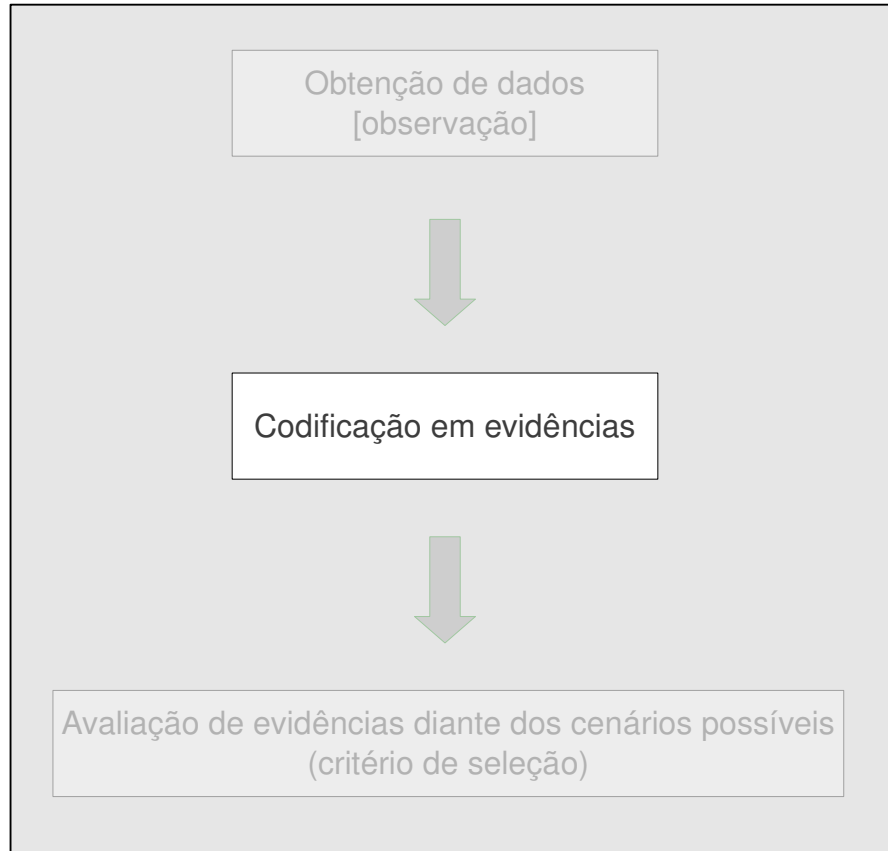 Obtenção de dados
[observação]
Codificação em evidências
Avaliação de evidências diante dos cenários possíveis
(critério de seleção)